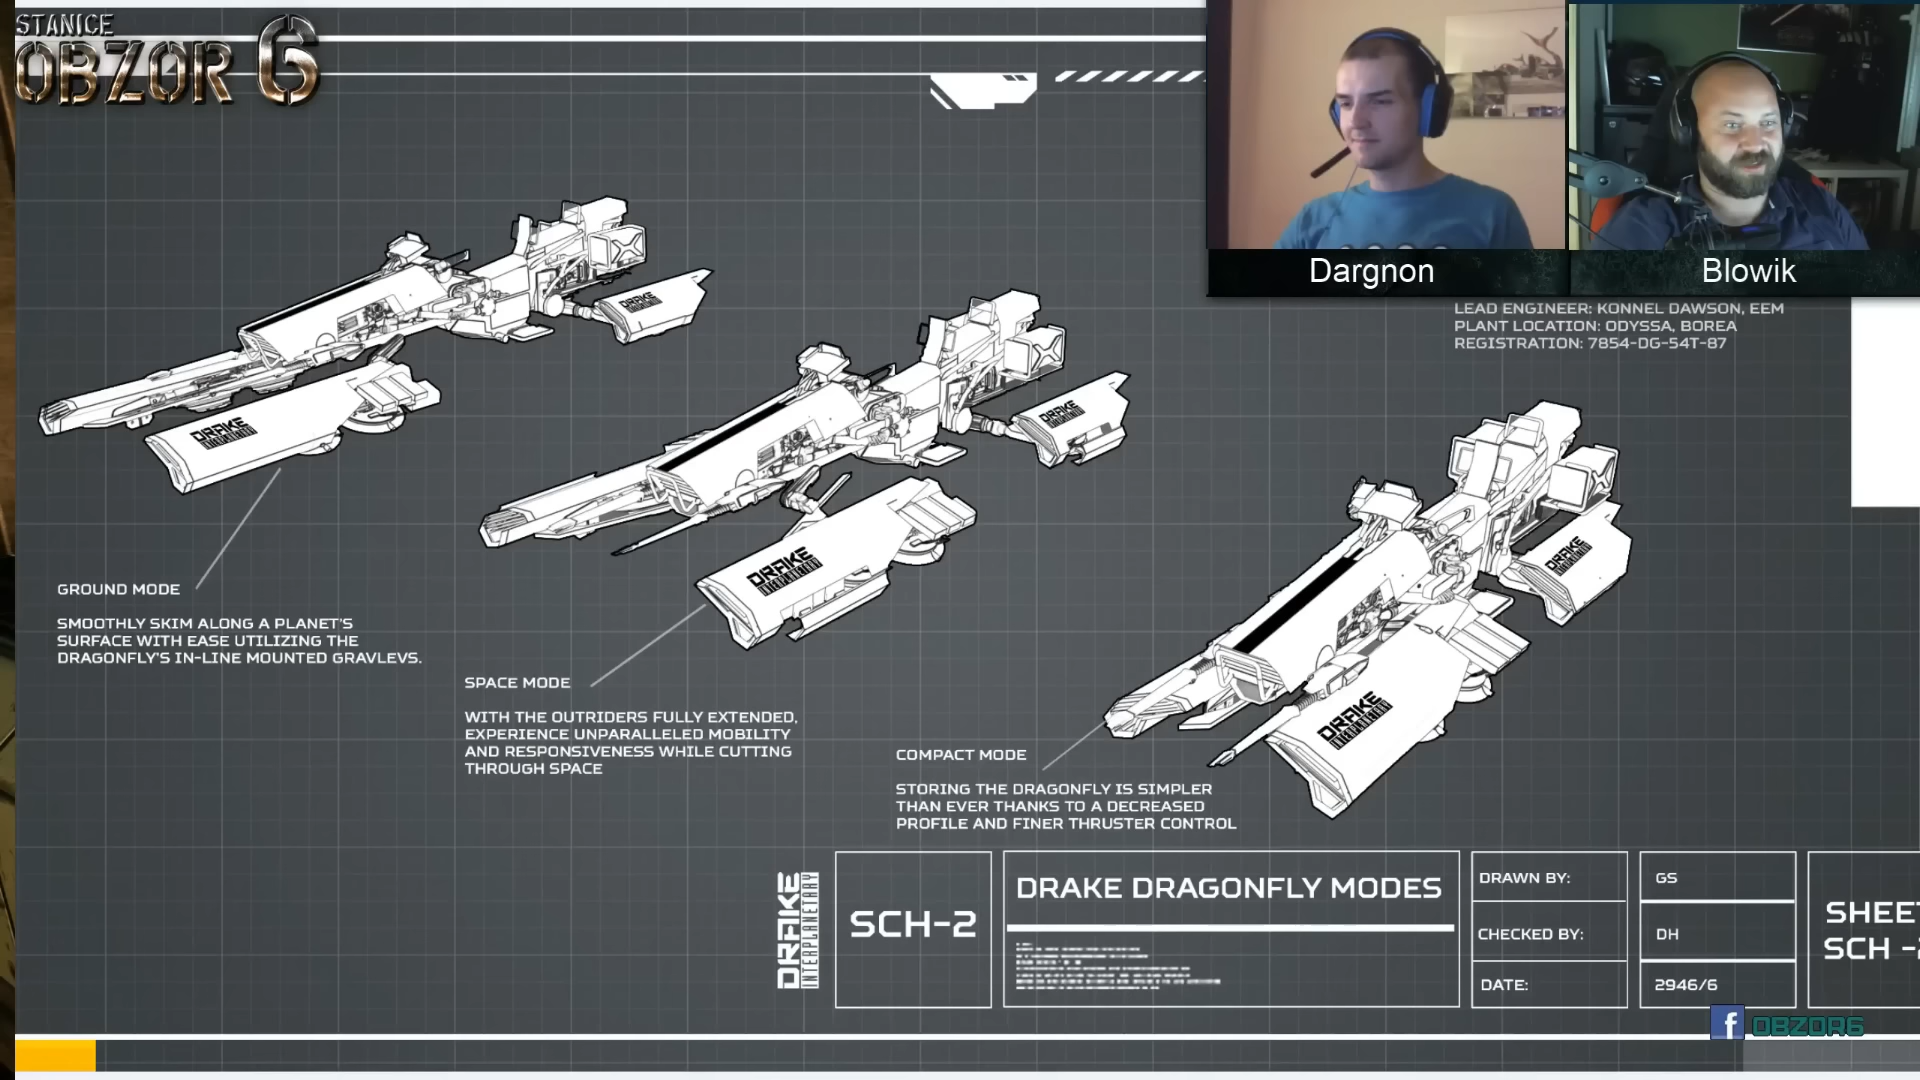 STANICE
OBZOR 6
Dargnon
Blowik
LEAD ENGINEER: KONNEL DAWSON, EEM
PLANT LOCATION: ODYSSA, BOREA
REGISTRATION: 7854-DG-54T-87
DRAKE
DRAKE
DRAKE
DRAKE
DRAKE
DRAKE
INTERPLANETARY
GROUND MODE
SMOOTHLY SKIM ALONG A PLANET'S
SURFACE WITH EASE UTILIZING THE
DRAGONFLY'S IN-LINE MOUNTED GRAVLEVS.
SPACE MODE
WITH THE OUTRIDERS FULLY EXTENDED,
EXPERIENCE UNPARALLELED MOBILITY
AND RESPONSIVENESS WHILE CUTTING
THROUGH SPACE
COMPACT MODE
STORING THE DRAGONFLY IS SIMPLER
THAN EVER THANKS TO A DECREASED
PROFILE AND FINER THRUSTER CONTROL
DRAKE
INTERPLANETARY
SCH-2
DRAKE DRAGONFLY MODES
DRAWN BY: GS
CHECKED BY: DH
DATE: 2946/6
SHEET
SCH -
f OBZOR6